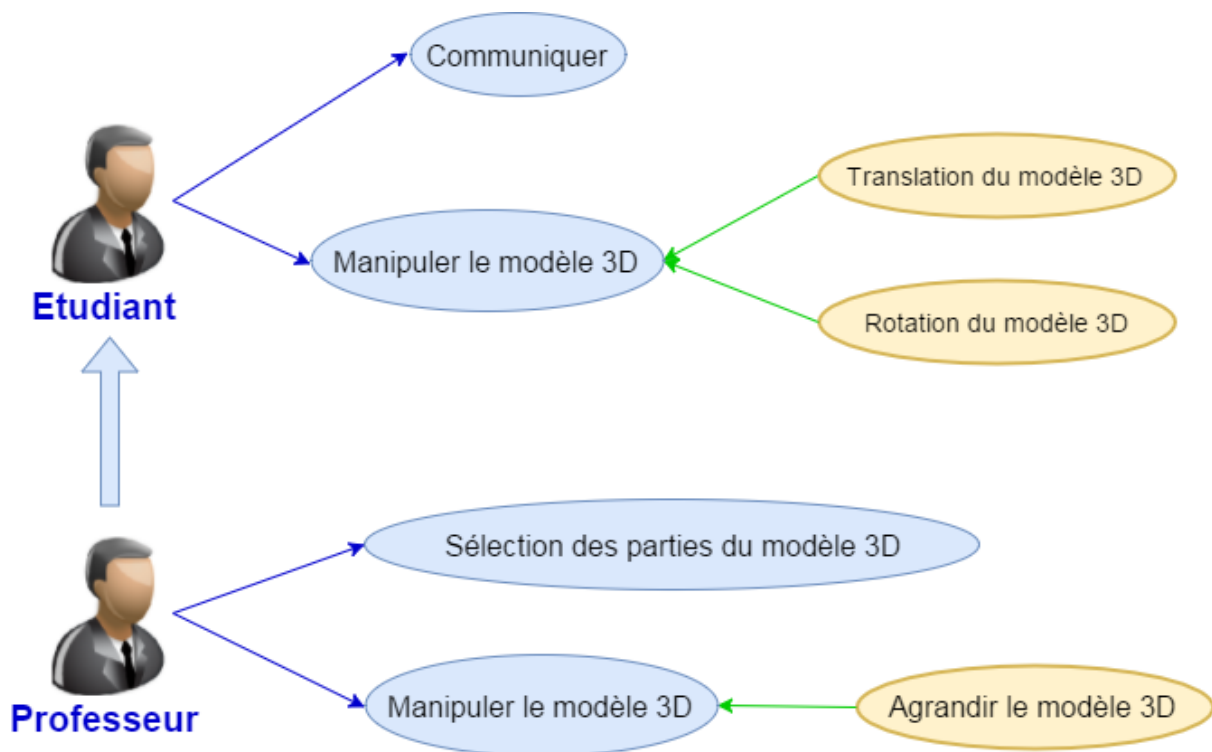 Communiquer
Translation du modèle 3D
Manipuler le modèle 3D
Etudiant
Rotation du modèle 3D
Sélection des parties du modèle 3D
Professeur
Manipuler le modèle 3D
Agrandir le modèle 3D